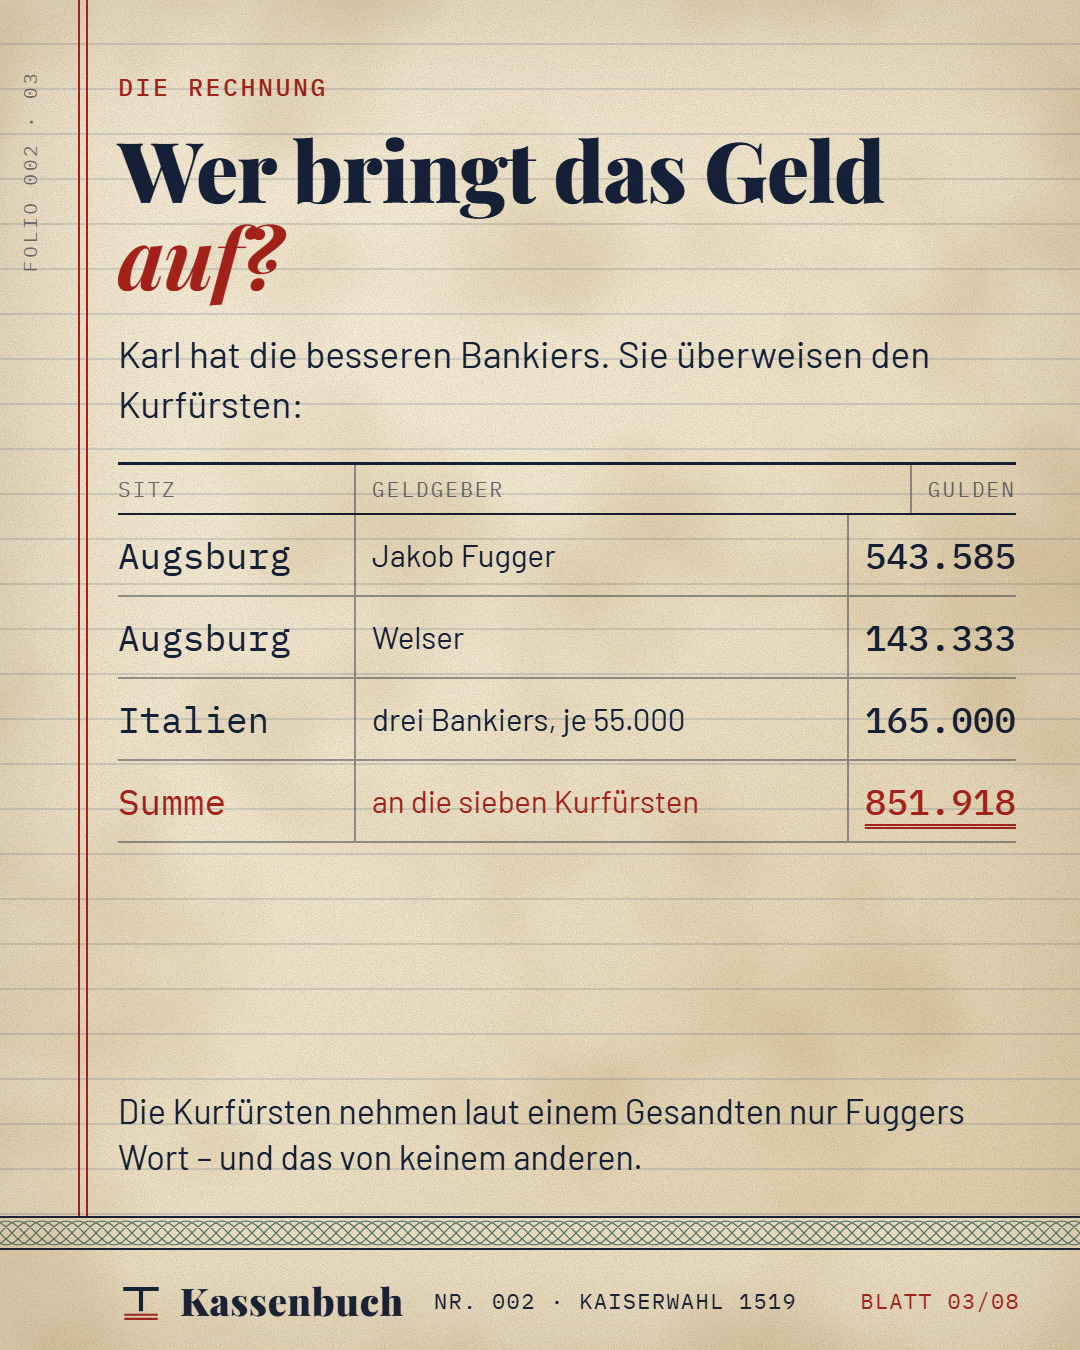 FOLIO 002 · 03
DIE RECHNUNG
Wer bringt das Geld
auf?
Karl hat die besseren Bankiers. Sie überweisen den
Kurfürsten:
SITZ GELDGEBER GULDEN
Augsburg Jakob Fugger 543.585
Augsburg Welser 143.333
Italien drei Bankiers, je 55.000 165.000
Summe an die sieben Kurfürsten 851.918
Die Kurfürsten nehmen laut einem Gesandten nur Fuggers
Wort – und das von keinem anderen.
Kassenbuch NR. 002 · KAISERWAHL 1519 BLATT 03/08